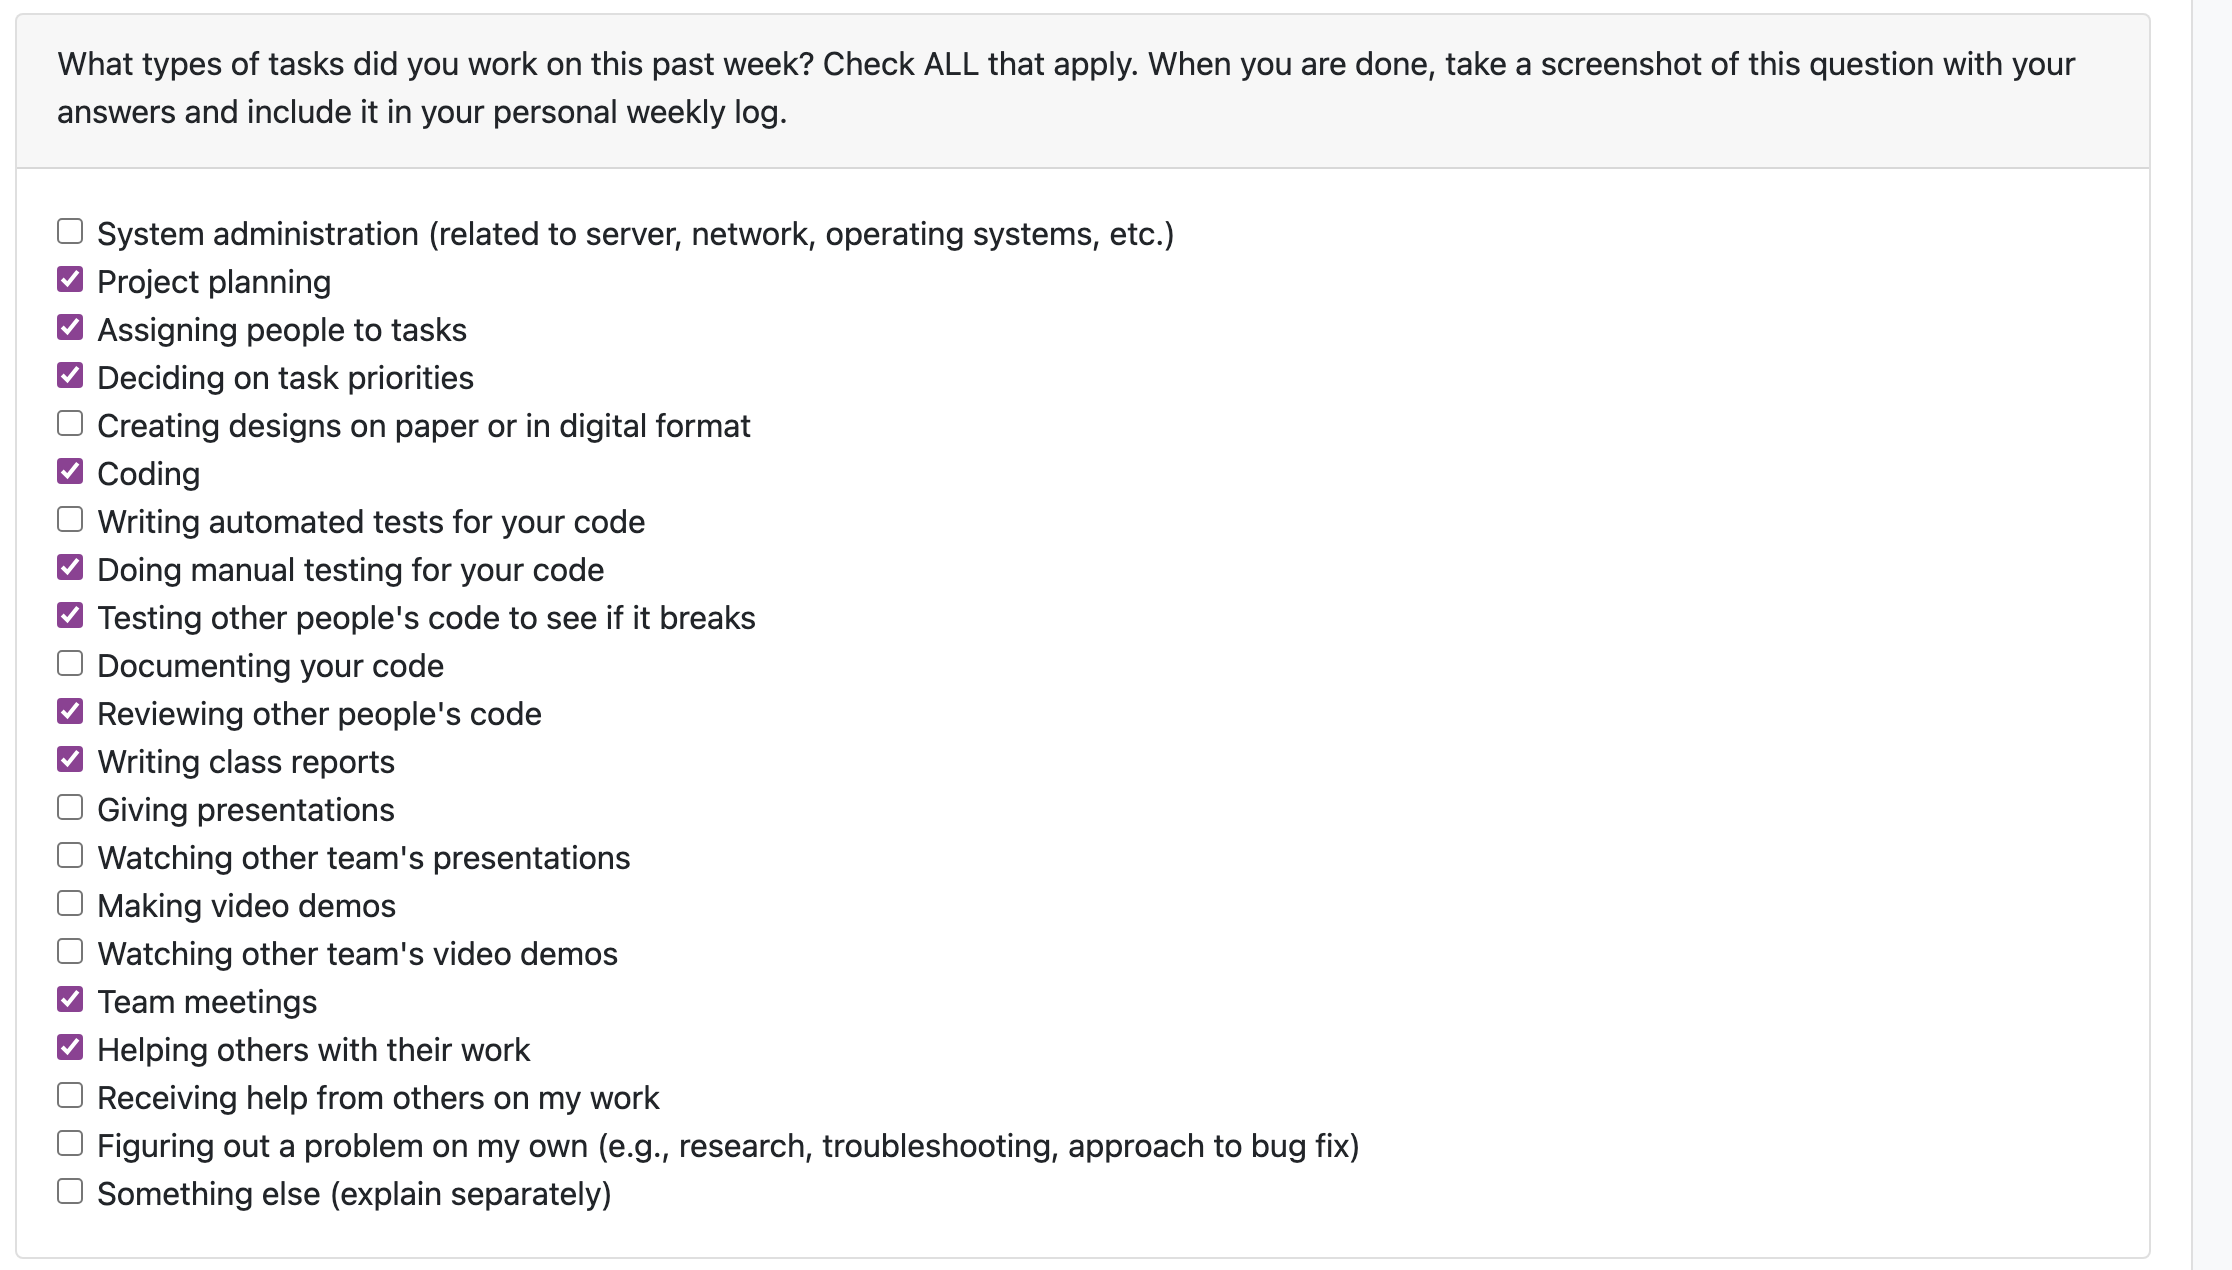 What types of tasks did you work on this past week? Check ALL that apply. When you are done, take a screenshot of this question with your
answers and include it in your personal weekly log.
System administration (related to server, network, operating systems, etc.)
Project planning
Assigning people to tasks
Deciding on task priorities
Creating designs on paper or in digital format
Coding
Writing automated tests for your code
Doing manual testing for your code
Testing other people's code to see if it breaks
Documenting your code
Reviewing other people's code
Writing class reports
Giving presentations
Watching other team's presentations
Making video demos
Watching other team's video demos
Team meetings
Helping others with their work
Receiving help from others on my work
Figuring out a problem on my own (e.g., research, troubleshooting, approach to bug fix)
Something else (explain separately)